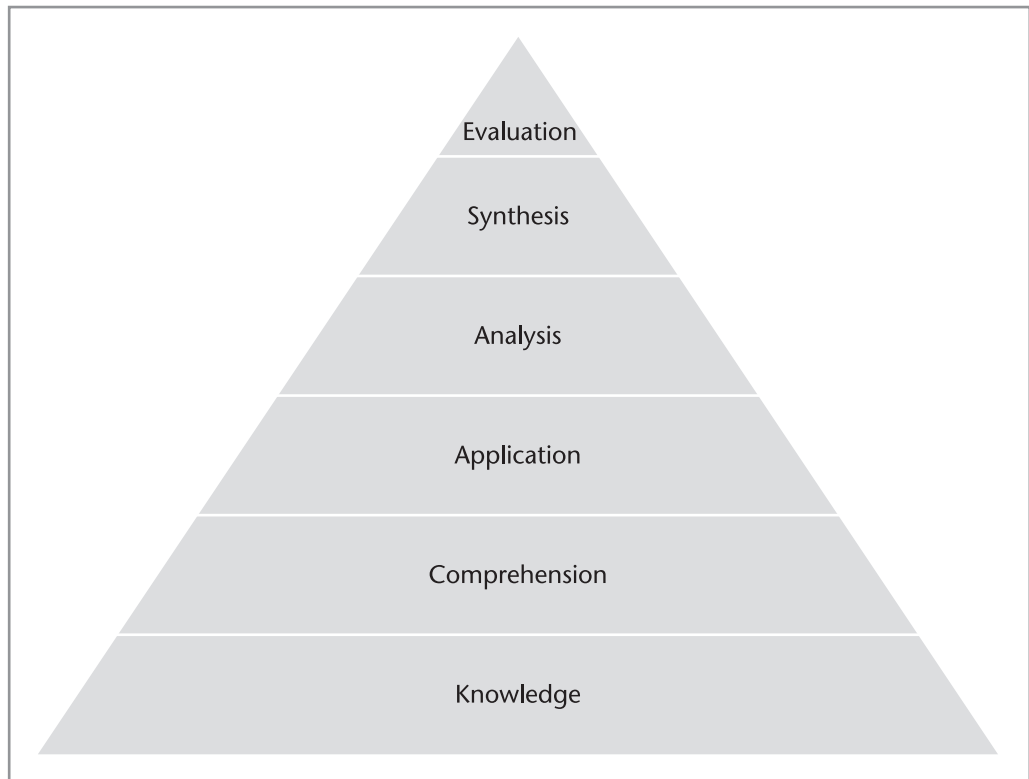 Evaluation
Synthesis
Analysis
Application
Comprehension
Knowledge